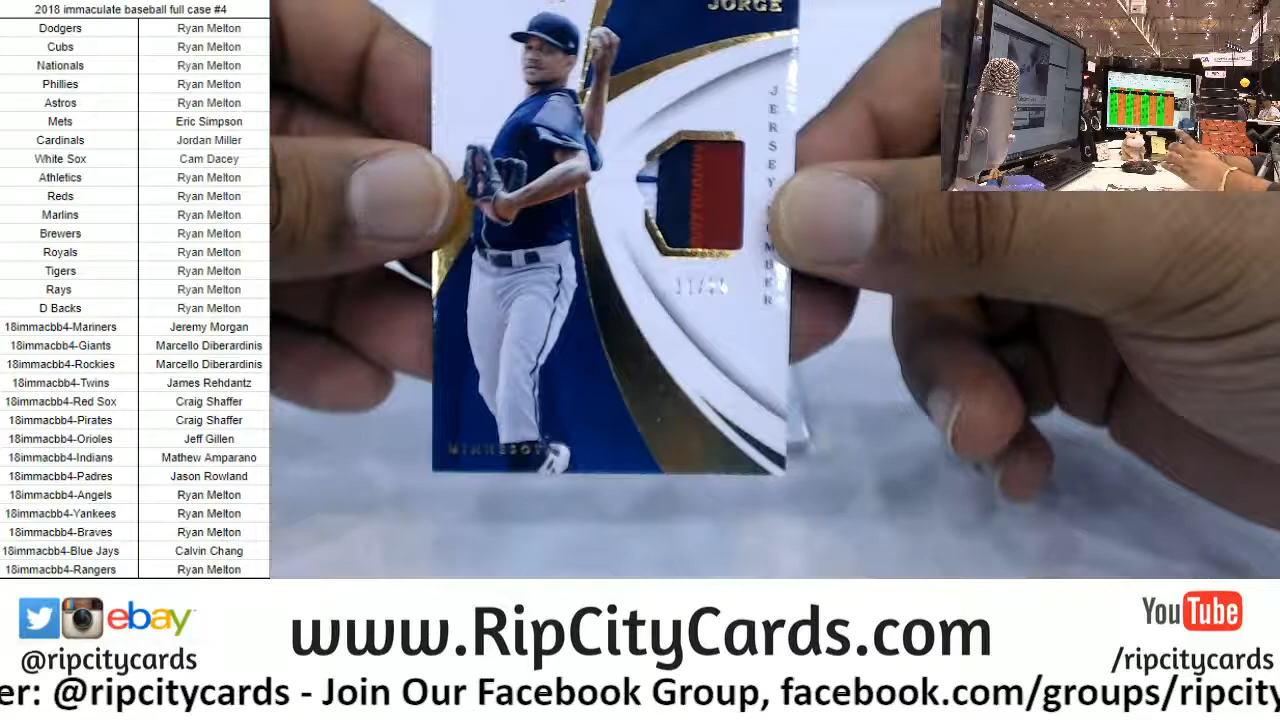 2018 immaculate baseball full case #4
Dodgers Ryan Melton
Cubs Ryan Melton
Nationals Ryan Melton
Phillies Ryan Melton
Astros Ryan Melton
Mets Eric Simpson
Cardinals Jordan Miller
White Sox Cam Dacey
Athletics Ryan Melton
Reds Ryan Melton
Marlins Ryan Melton
Brewers Ryan Melton
Royals Ryan Melton
Tigers Ryan Melton
Rays Ryan Melton
D Backs Ryan Melton
18immacbb4-Mariners Jeremy Morgan
18immacbb4-Giants Marcello Diberardinis
18immacbb4-Rockies Marcello Diberardinis
18immacbb4-Twins James Rehdantz
18immacbb4-Red Sox Craig Shaffer
18immacbb4-Pirates Craig Shaffer
18immacbb4-Orioles Jeff Gillen
18immacbb4-Indians Mathew Amparano
18immacbb4-Padres Jason Rowland
18immacbb4-Angels Ryan Melton
18immacbb4-Yankees Ryan Melton
18immacbb4-Braves Ryan Melton
18immacbb4-Blue Jays Calvin Chang
18immacbb4-Rangers Ryan Melton
JORGE
JERSEY
MINNESOTA
ebay
@ripcitycards
www.RipCityCards.com
YouTube
/ripcitycards
er: @ripcitycards - Join Our Facebook Group, facebook.com/groups/ripcity